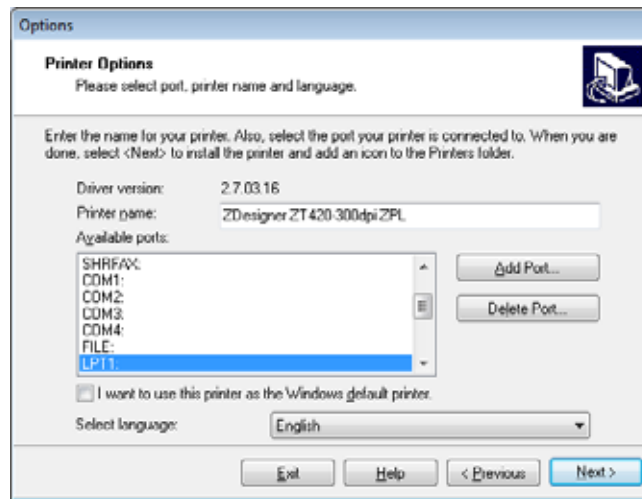 Options
Printer Options
Please select port, printer name and language.
Enter the name for your printer. Also, select the port your printer is connected to. When you are
done, select <Next> to install the printer and add an icon to the Printers folder.
Driver version: 2.7.03.16
Printer name: ZDesigner ZT420-300dpi ZPL
Available ports:
SHRFAX:
COM1:
COM2:
COM3:
COM4:
FILE:
LPT1:
Add Port...
Delete Port...
I want to use this printer as the Windows default printer.
Select language: English
Exit Help < Previous Next >